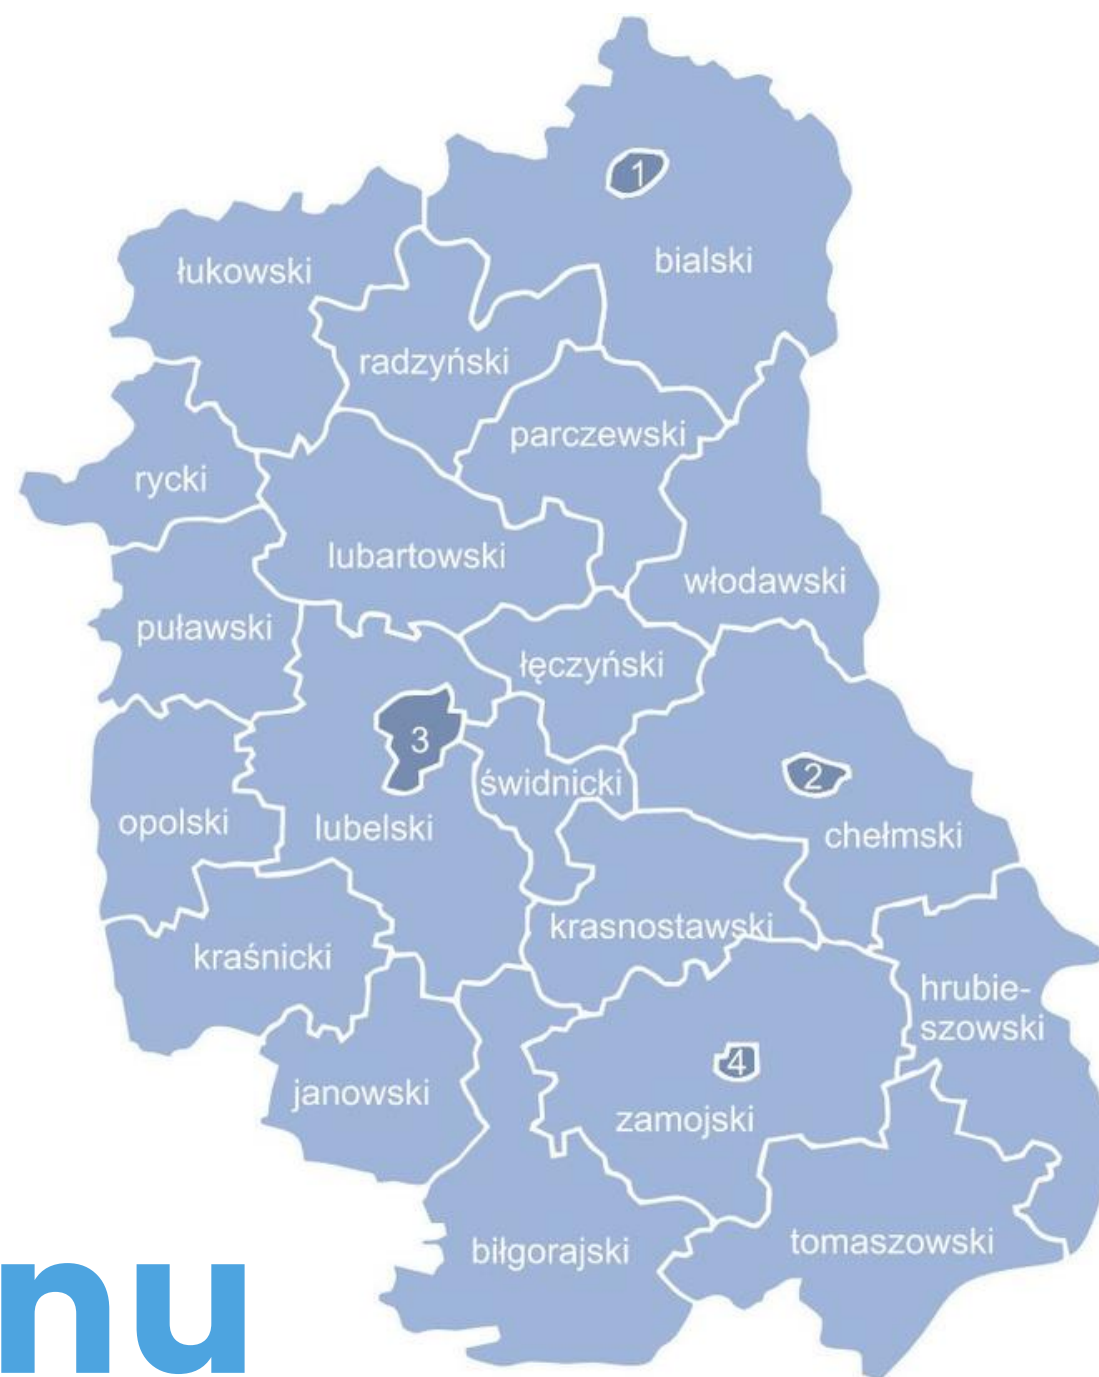 1
bialski
łukowski
radzyński
parczewski
rycki
lubartowski
włodawski
puławski
łęczyński
3
2
świdnicki
opolski
lubelski
chełmski
krasnostawski
kraśnicki
hrubie-
szowski
4
janowski
zamojski
tomaszowski
biłgorajski
nu